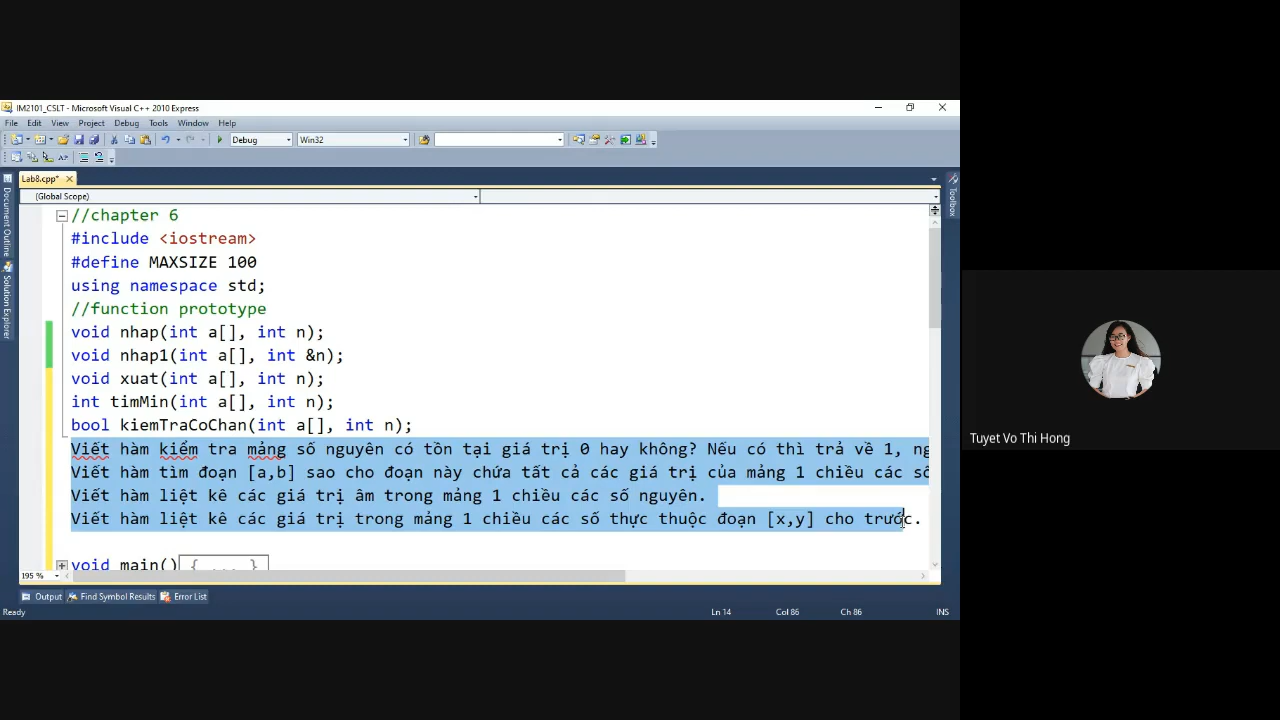 IM2101_CSLT - Microsoft Visual C++ 2010 Express
File Edit View Project Debug Tools Window Help
Debug Win32
Lab8.cpp*
(Global Scope)
Document Outline
Solution Explorer
Toolbox
//chapter 6
#include <iostream>
#define MAXSIZE 100
using namespace std;
//function prototype
void nhap(int a[], int n);
void nhap1(int a[], int &n);
void xuat(int a[], int n);
int timMin(int a[], int n);
bool kiemTraCoChan(int a[], int n);
Viết hàm kiểm tra mảng số nguyên có tồn tại giá trị 0 hay không? Nếu có thì trả về 1, ng
Viết hàm tìm đoạn [a,b] sao cho đoạn này chứa tất cả các giá trị của mảng 1 chiều các số
Viết hàm liệt kê các giá trị âm trong mảng 1 chiều các số nguyên.
Viết hàm liệt kê các giá trị trong mảng 1 chiều các số thực thuộc đoạn [x,y] cho trước.
void main(){ ... }
195 %
Output Find Symbol Results Error List
Ready Ln 14 Col 86 Ch 86 INS
Tuyet Vo Thi Hong